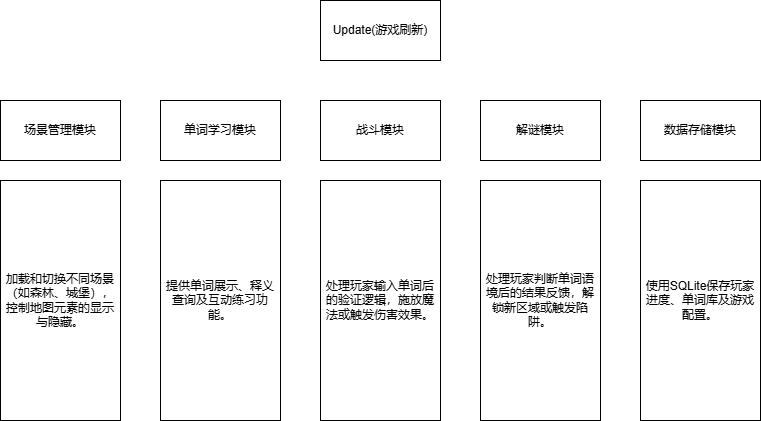 Update(游戏刷新)
场景管理模块
单词学习模块
战斗模块
解谜模块
数据存储模块
加载和切换不同场景
（如森林、城堡），
控制地图元素的显示
与隐藏。
提供单词展示、释义
查询及互动练习功
能。
处理玩家输入单词后
的验证逻辑，施放魔
法或触发伤害效果。
处理玩家判断单词语
境后的结果反馈，解
锁新区域或触发陷
阱。
使用SQLite保存玩家
进度、单词库及游戏
配置。